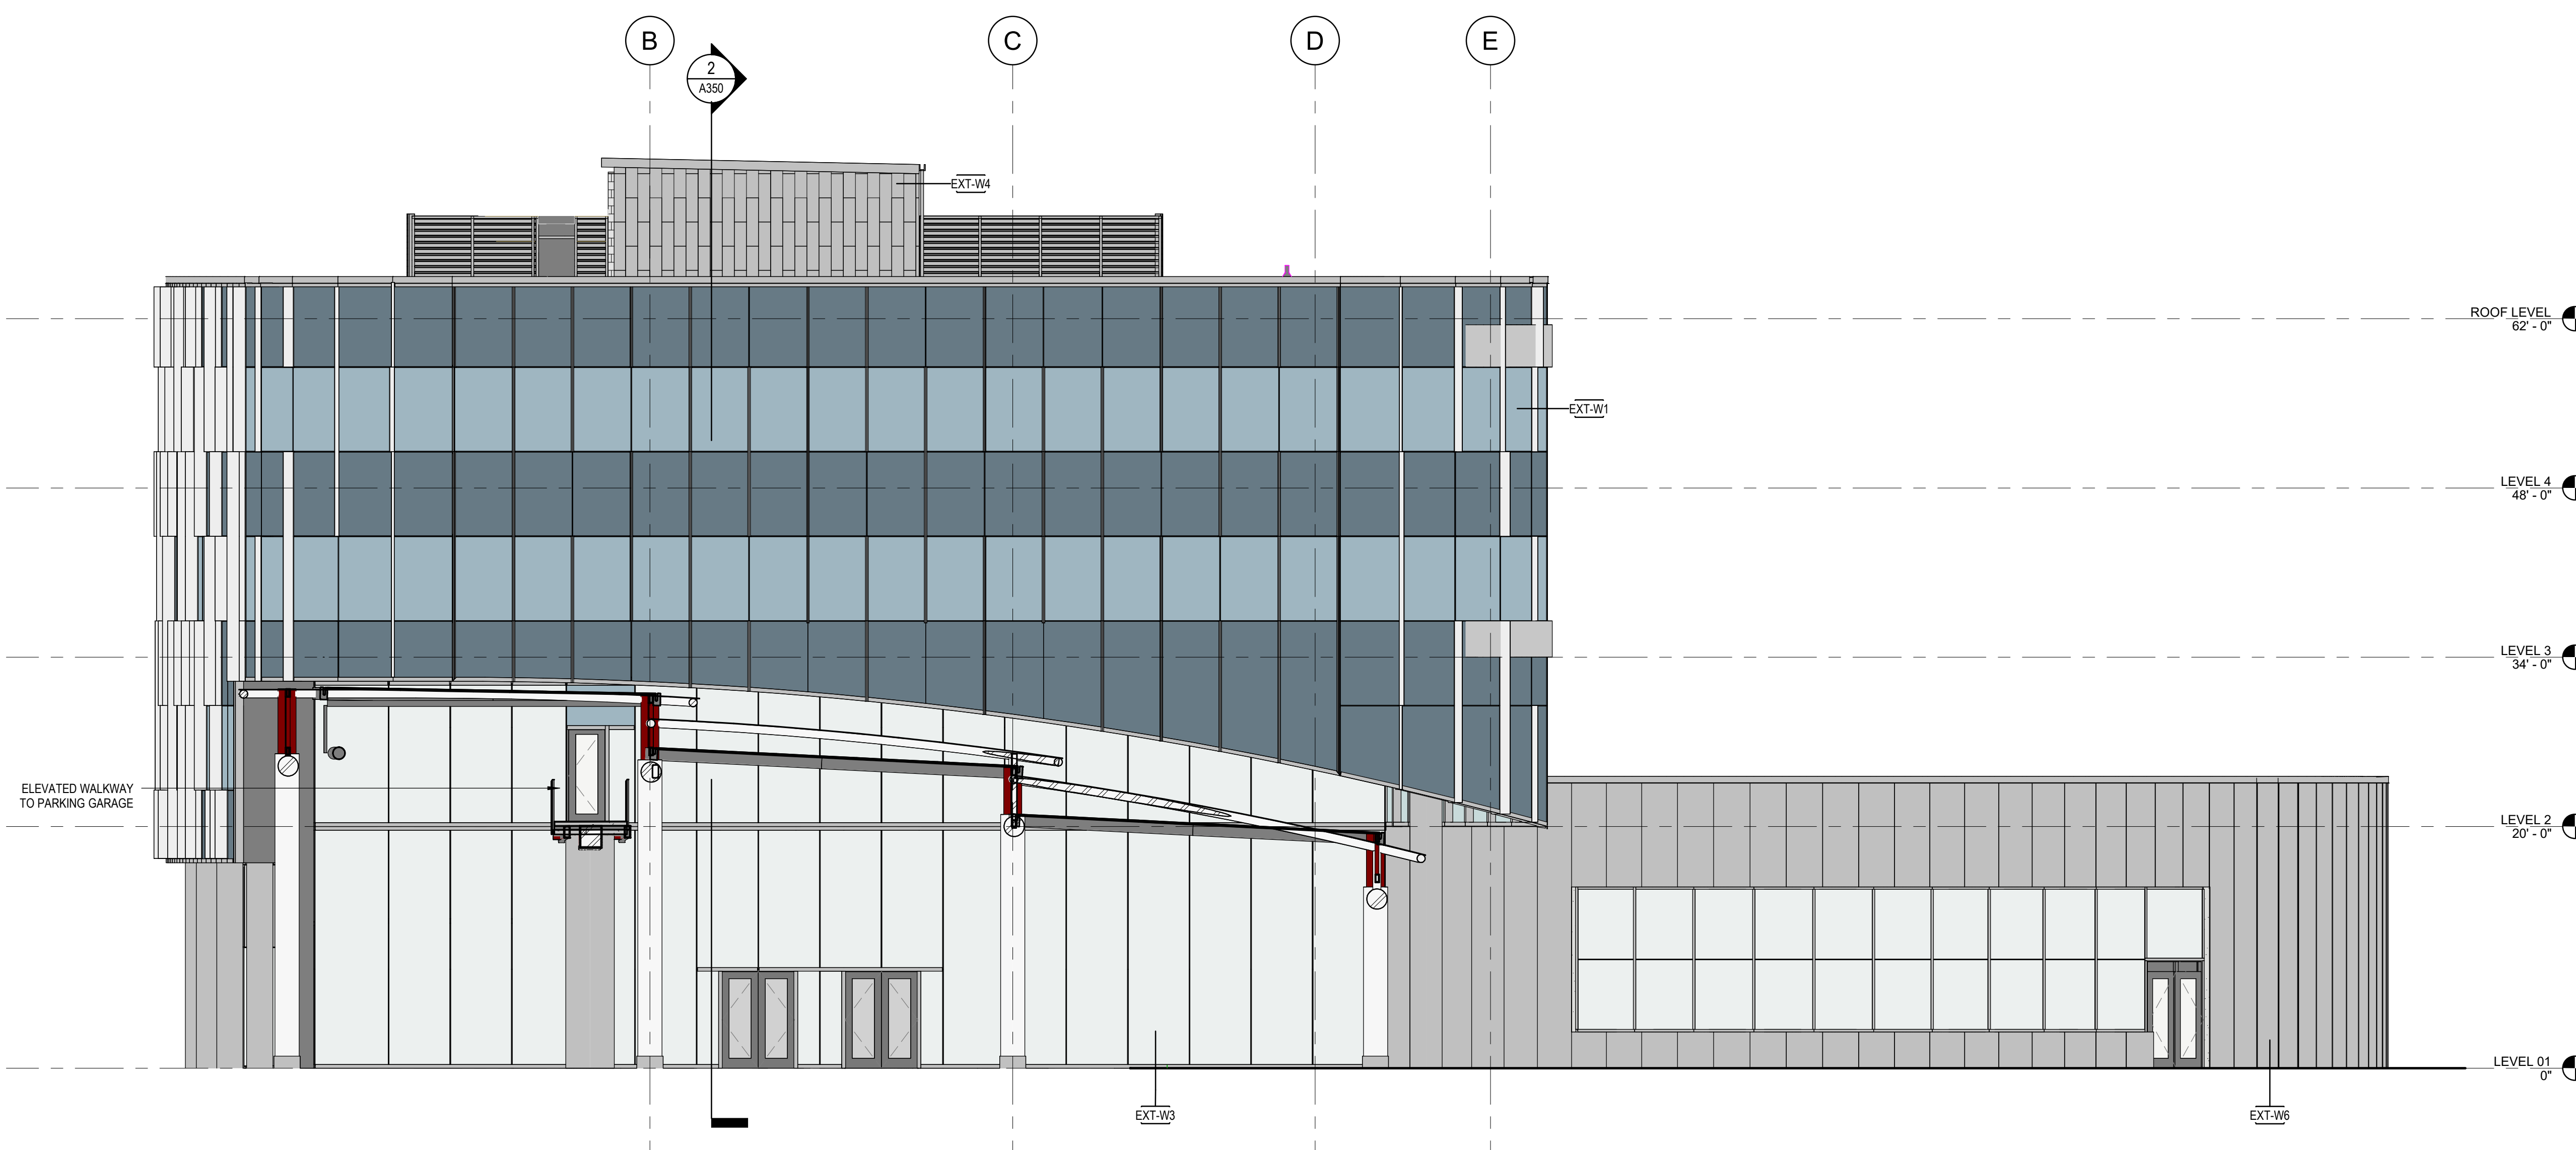 B
C
D
E
2
A350
EXT-W4
ROOF LEVEL
62' - 0"
EXT-W1
LEVEL 4
48' - 0"
LEVEL 3
34' - 0"
ELEVATED WALKWAY
TO PARKING GARAGE
LEVEL 2
20' - 0"
LEVEL 01
0"
EXT-W3
EXT-W6